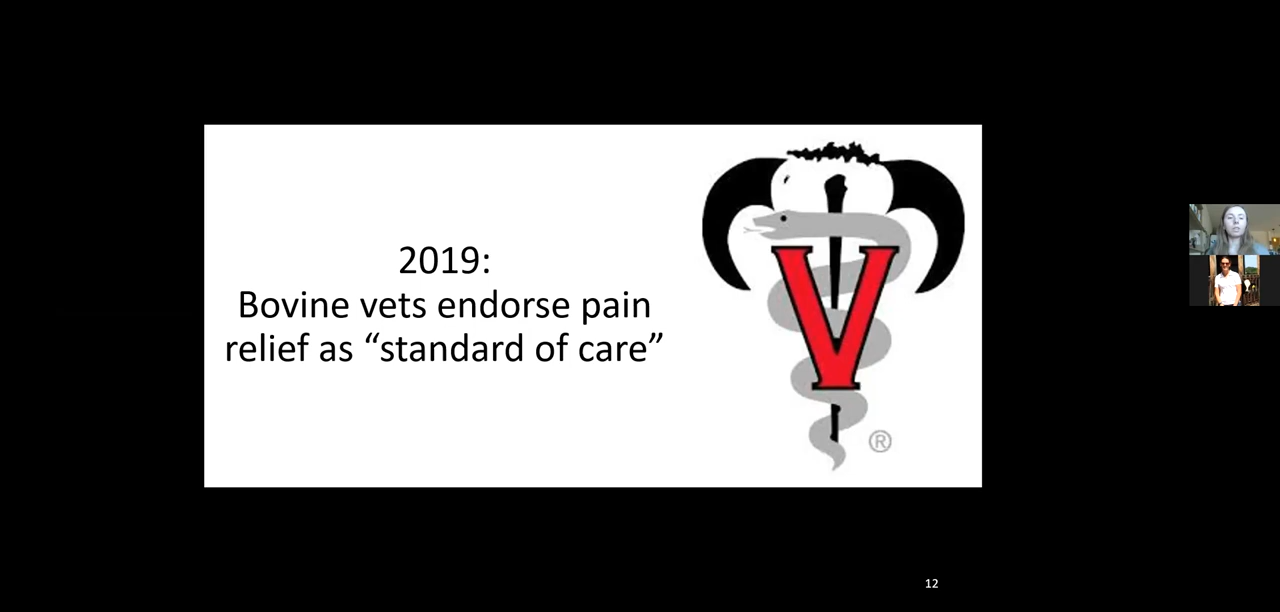 2019:
Bovine vets endorse pain
relief as “standard of care”
V
®
12